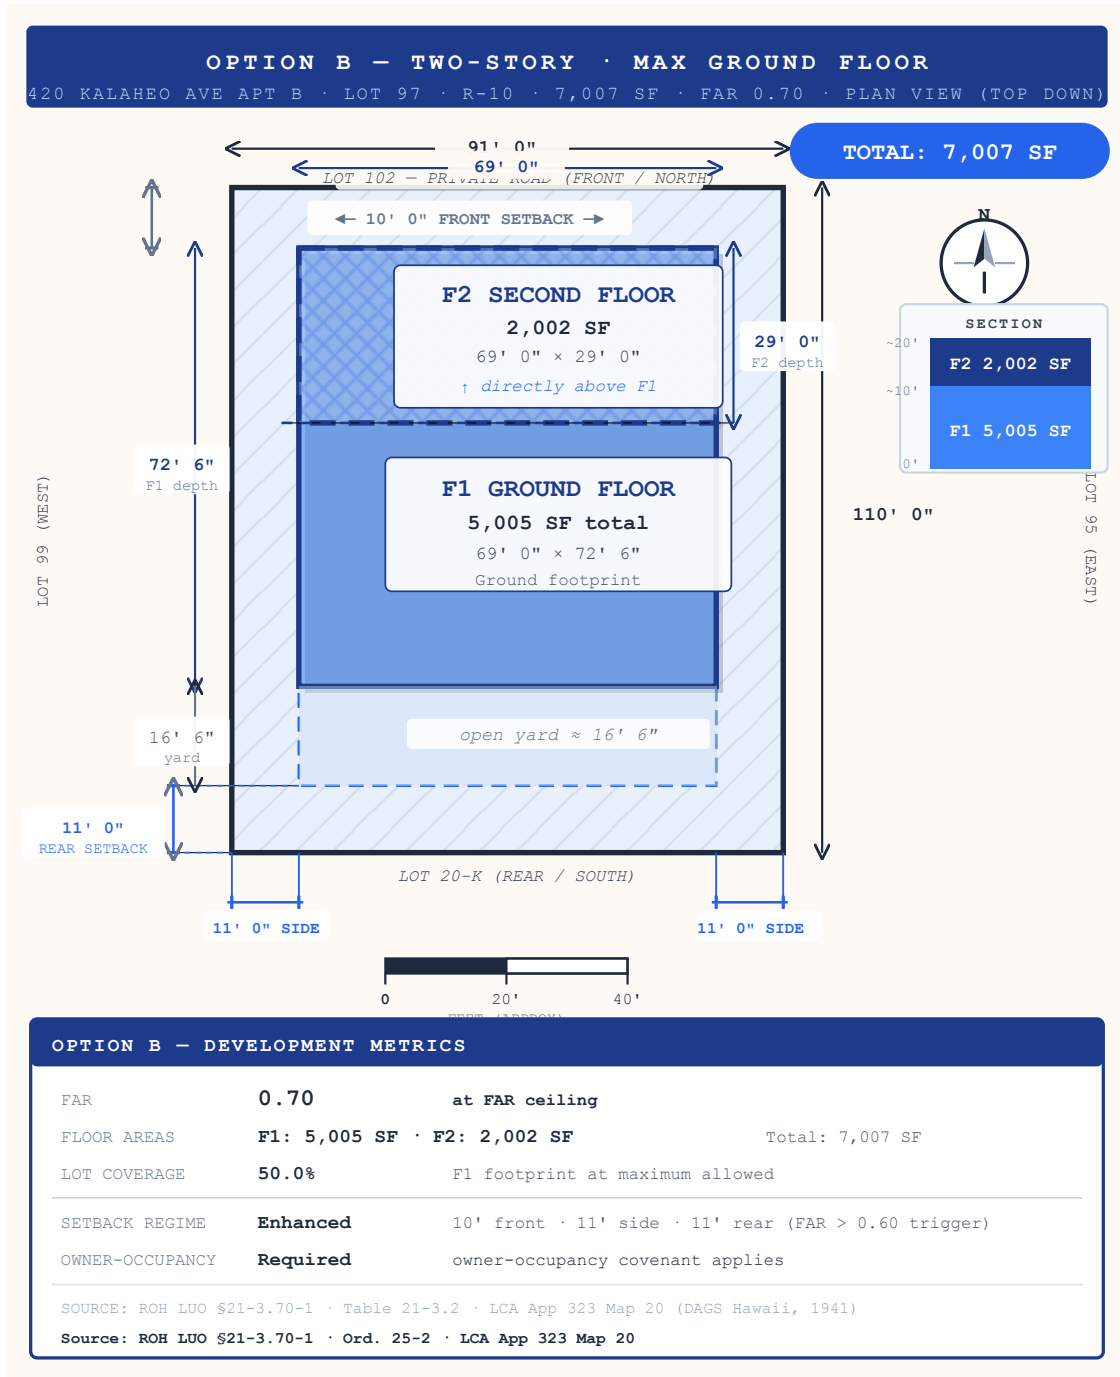 OPTION B — TWO-STORY · MAX GROUND FLOOR
420 KALAHEO AVE APT B · LOT 97 · R-10 · 7,007 SF · FAR 0.70 · PLAN VIEW (TOP DOWN)
TOTAL: 7,007 SF
91' 0"
69' 0"
LOT 102 — PRIVATE ROAD (FRONT / NORTH)
← 10' 0" FRONT SETBACK →
N
F2 SECOND FLOOR
2,002 SF
69' 0" × 29' 0"
↑ directly above F1
29' 0"
F2 depth
SECTION
~20'
F2 2,002 SF
~10'
F1 5,005 SF
0'
72' 6"
F1 depth
F1 GROUND FLOOR
5,005 SF total
69' 0" × 72' 6"
Ground footprint
110' 0"
LOT 99 (WEST)
LOT 95 (EAST)
16' 6"
yard
open yard ≈ 16' 6"
11' 0"
REAR SETBACK
LOT 20-K (REAR / SOUTH)
11' 0" SIDE
11' 0" SIDE
0 20' 40'
FEET (APPROX)
OPTION B — DEVELOPMENT METRICS
FAR 0.70 at FAR ceiling
FLOOR AREAS F1: 5,005 SF · F2: 2,002 SF Total: 7,007 SF
LOT COVERAGE 50.0% F1 footprint at maximum allowed
SETBACK REGIME Enhanced 10' front · 11' side · 11' rear (FAR > 0.60 trigger)
OWNER-OCCUPANCY Required owner-occupancy covenant applies
SOURCE: ROH LUO §21-3.70-1 · Table 21-3.2 · LCA App 323 Map 20 (DAGS Hawaii, 1941)
Source: ROH LUO §21-3.70-1 · Ord. 25-2 · LCA App 323 Map 20